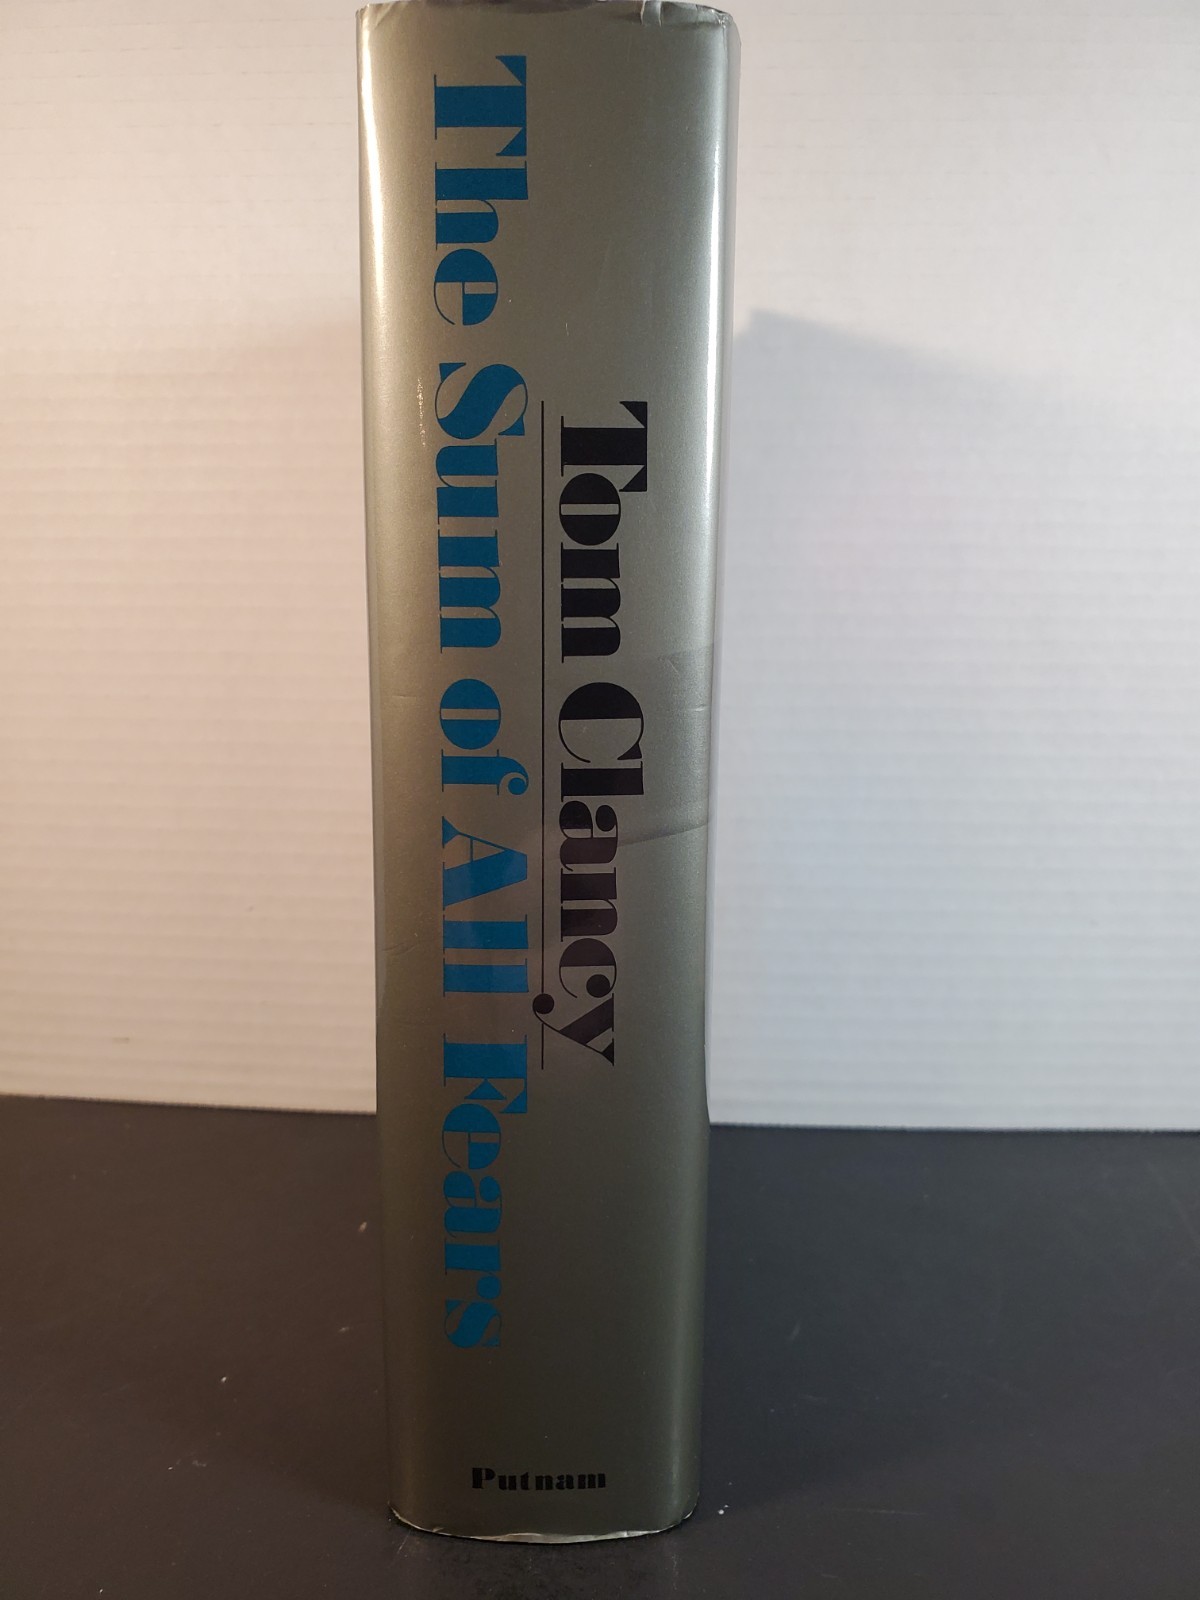 Tom Clancy
The Sum of All Fears
Putnam